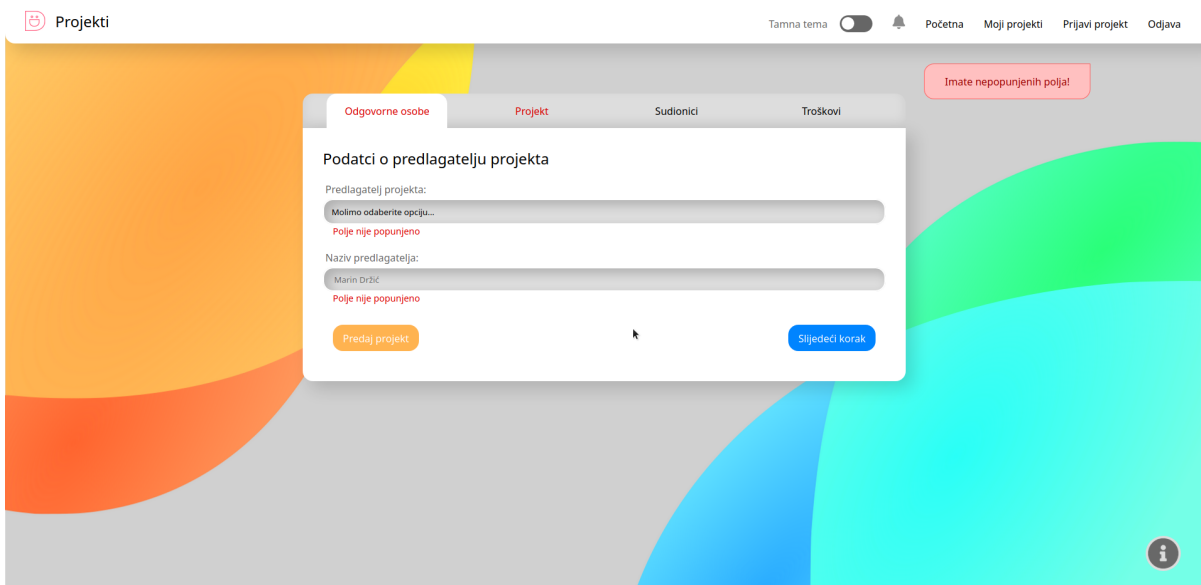 Projekti
Tamna tema
Početna
Moji projekti
Prijavi projekt
Odjava
Imate nepopunjenih polja!
Odgovorne osobe
Projekt
Sudionici
Troškovi
Podatci o predlagatelju projekta
Predlagatelj projekta:
Molimo odaberite opciju...
Polje nije popunjeno
Naziv predlagatelja:
Marin Držić
Polje nije popunjeno
Predaj projekt
Slijedeći korak